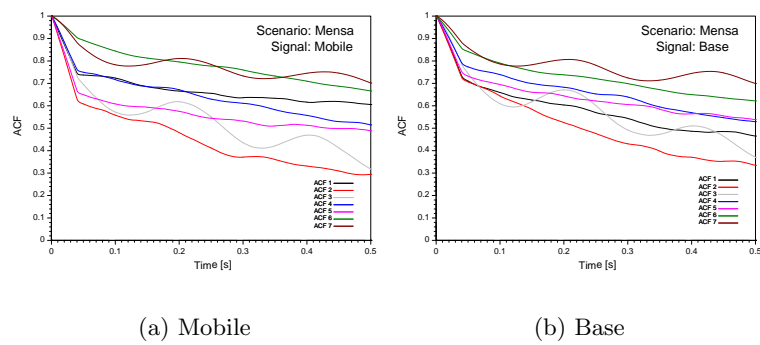 Scenario: Mensa
Signal: Mobile
ACF
1
0.9
0.8
0.7
0.6
0.5
0.4
0.3
0.2
0.1
0
0
0.1
0.2
0.3
0.4
0.5
Time [s]
ACF 1
ACF 2
ACF 3
ACF 4
ACF 5
ACF 6
ACF 7
(a) Mobile
Scenario: Mensa
Signal: Base
ACF
1
0.9
0.8
0.7
0.6
0.5
0.4
0.3
0.2
0.1
0
0
0.1
0.2
0.3
0.4
0.5
Time [s]
ACF 1
ACF 2
ACF 3
ACF 4
ACF 5
ACF 6
ACF 7
(b) Base